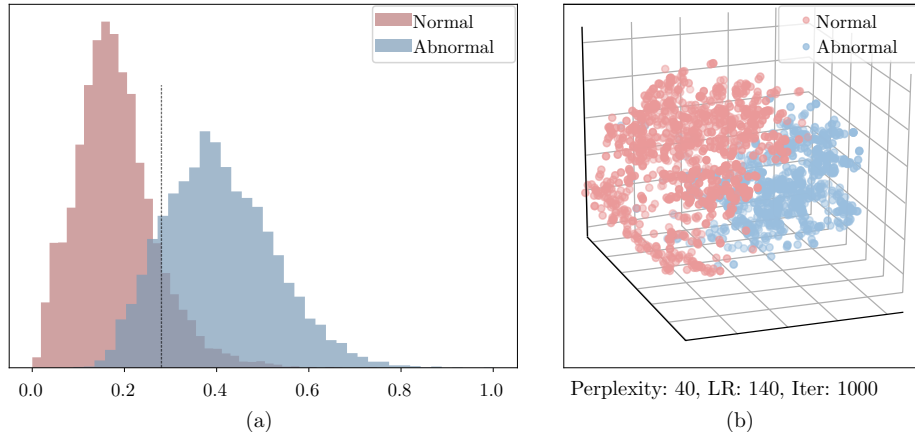 Normal
Abnormal
0.0 0.2 0.4 0.6 0.8 1.0
(a)
Normal
Abnormal
Perplexity: 40, LR: 140, Iter: 1000
(b)